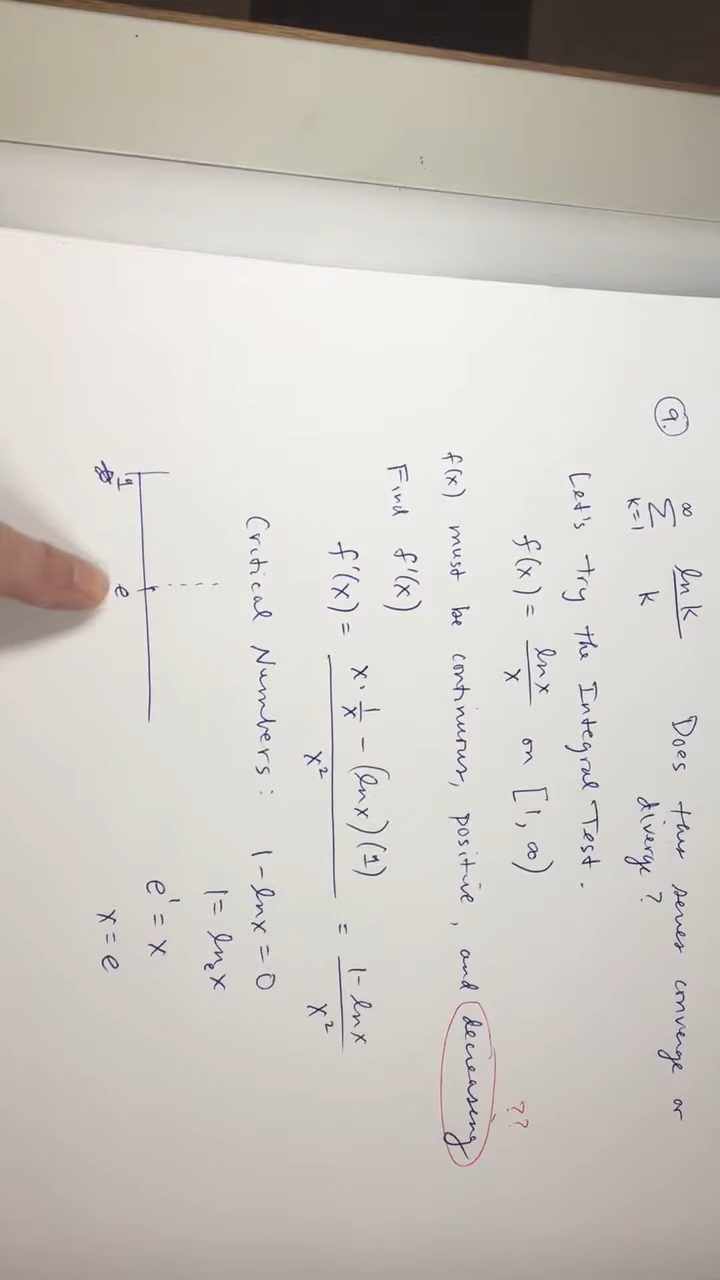 9. ∞ Σ k=1 ln k / k Does this series converge or
diverge?
Let's try the Integral Test.
f(x) = ln x / x on [1, ∞)
f(x) must be continuous, positive, and decreasing ??
Find f'(x)
f'(x) = x · 1/x − (ln x)(1) / x² = 1 − ln x / x²
Critical Numbers: 1 − ln x = 0
1 = lnₑ x
e¹ = x
x = e
1 e